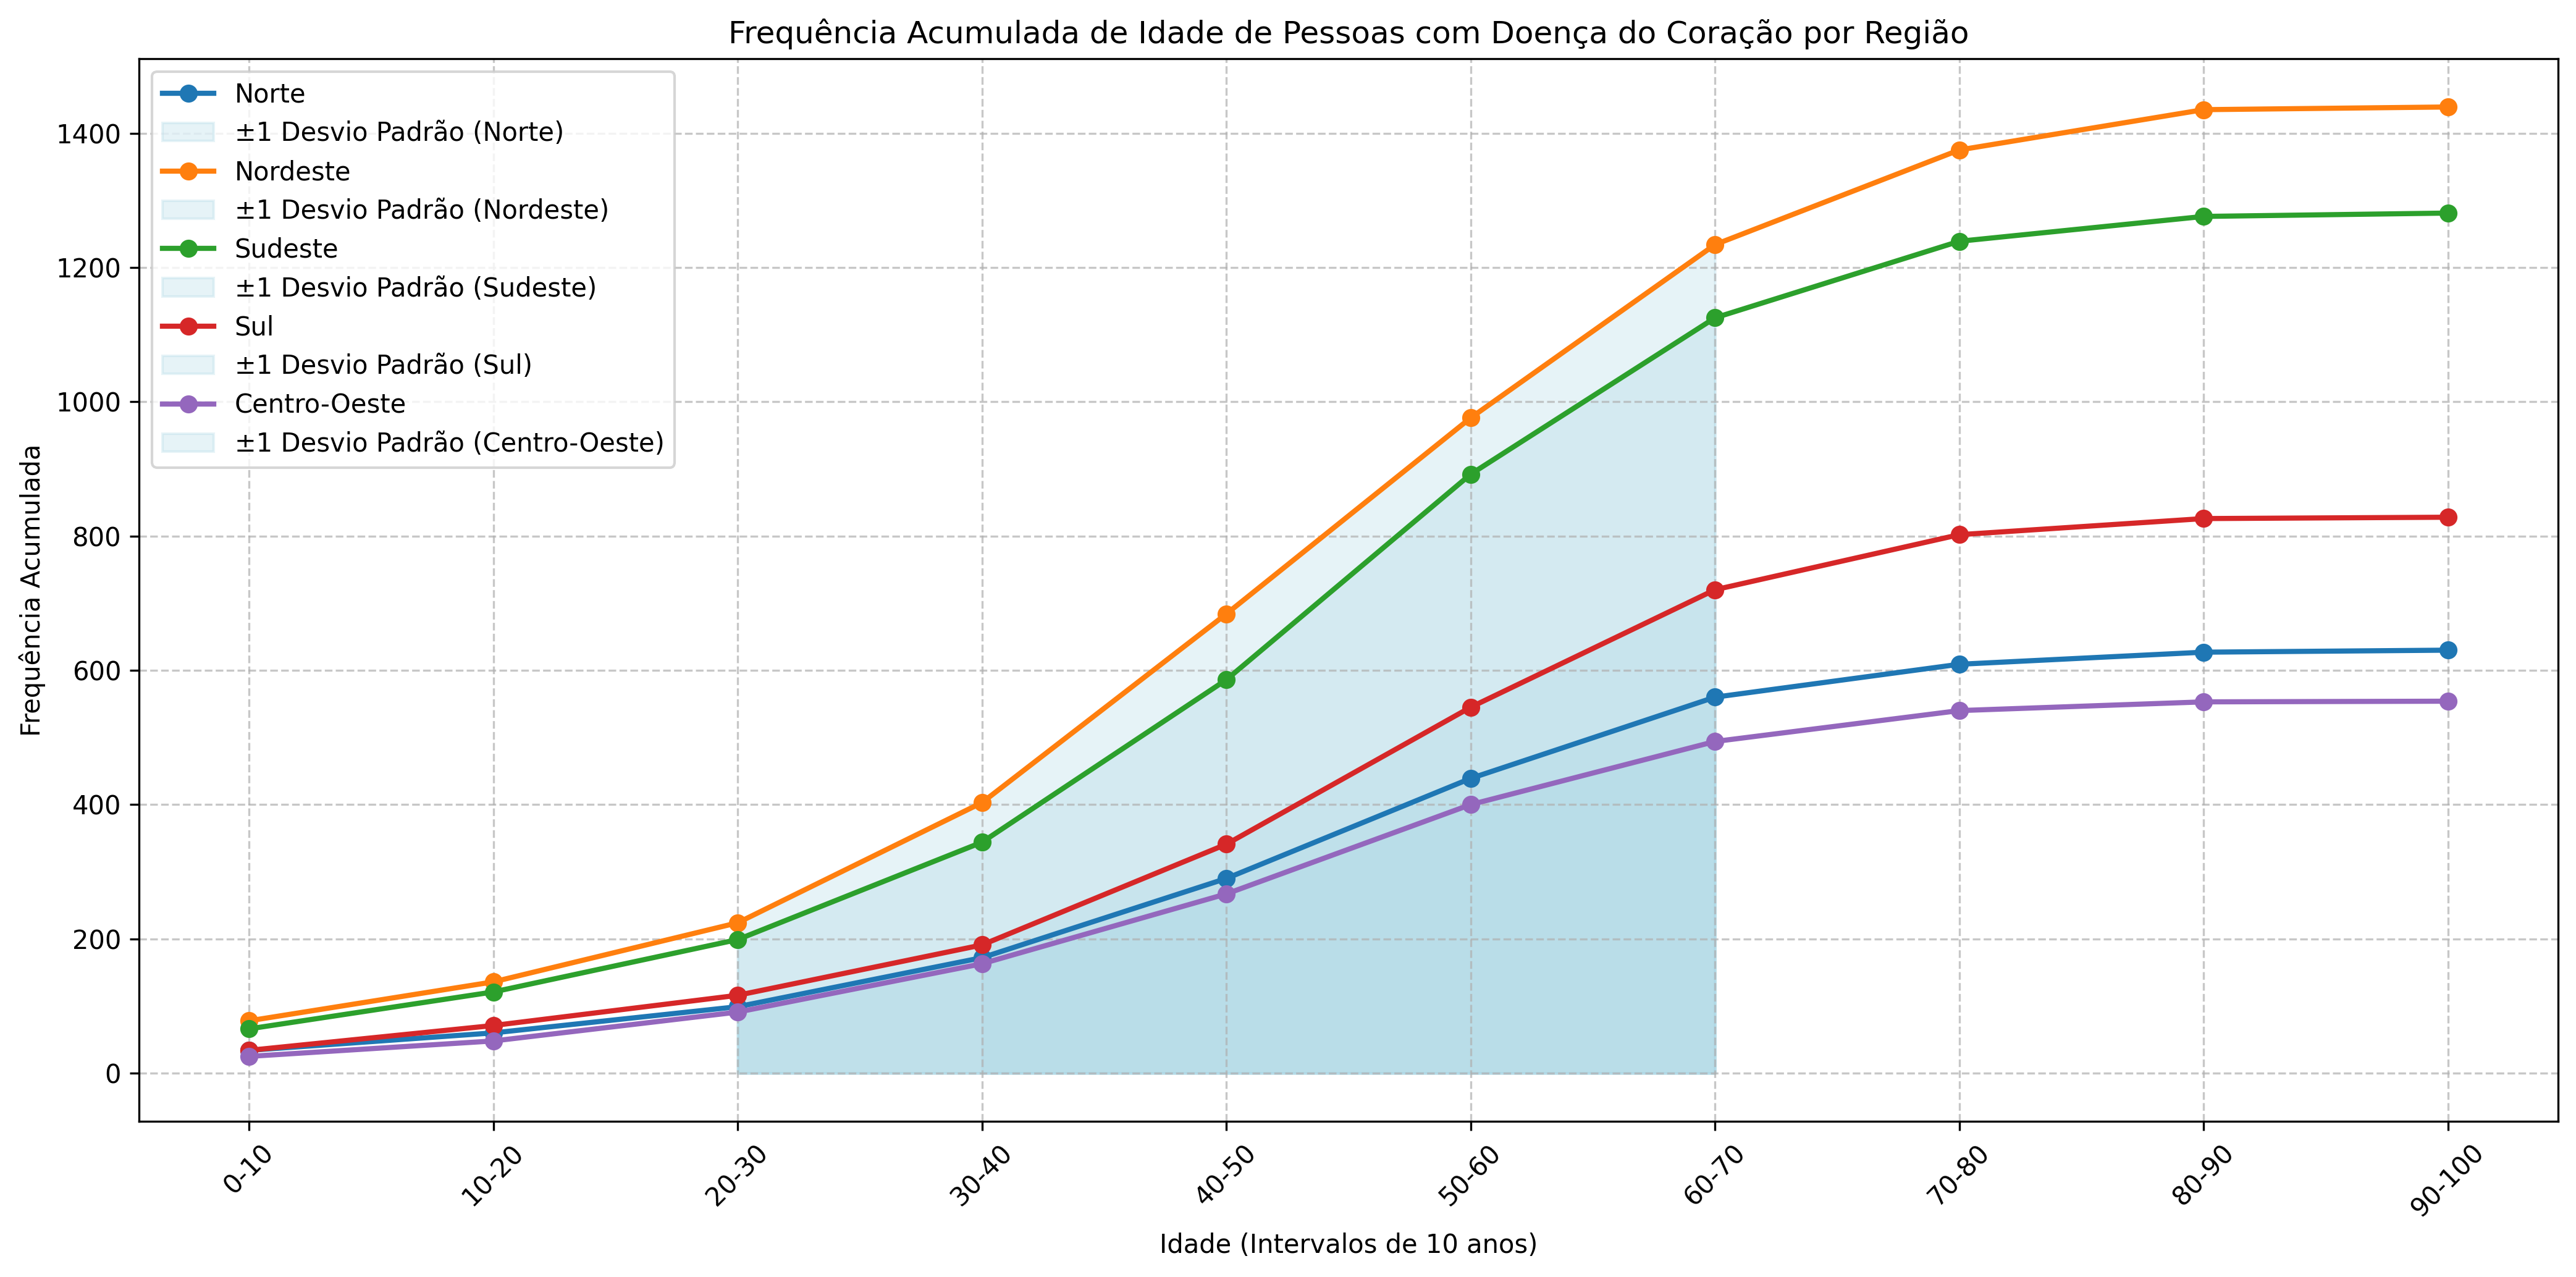 Frequência Acumulada de Idade de Pessoas com Doença do Coração por Região
Norte
±1 Desvio Padrão (Norte)
Nordeste
±1 Desvio Padrão (Nordeste)
Sudeste
±1 Desvio Padrão (Sudeste)
Sul
±1 Desvio Padrão (Sul)
Centro-Oeste
±1 Desvio Padrão (Centro-Oeste)
Frequência Acumulada
1400
1200
1000
800
600
400
200
0
0-10
10-20
20-30
30-40
40-50
50-60
60-70
70-80
80-90
90-100
Idade (Intervalos de 10 anos)